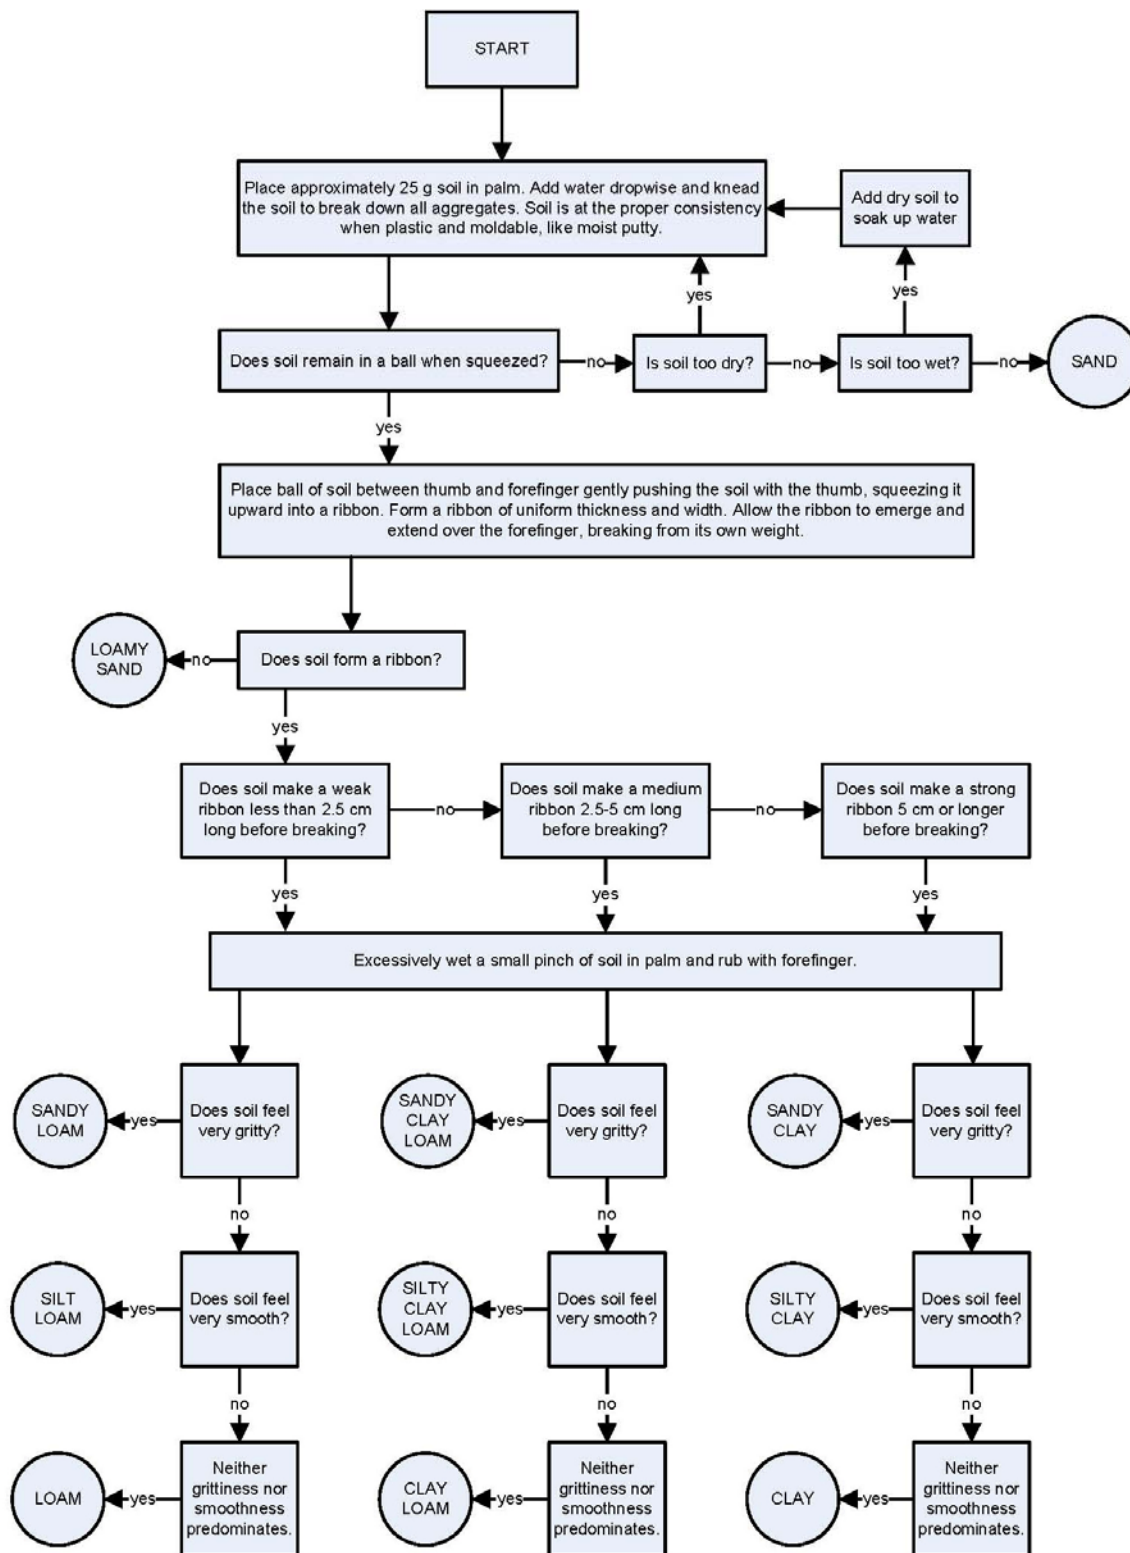 START
Place approximately 25 g soil in palm. Add water dropwise and knead
the soil to break down all aggregates. Soil is at the proper consistency
when plastic and moldable, like moist putty.
Add dry soil to
soak up water
yes
yes
Does soil remain in a ball when squeezed?
no
Is soil too dry?
no
Is soil too wet?
no
SAND
yes
Place ball of soil between thumb and forefinger gently pushing the soil with the thumb, squeezing it
upward into a ribbon. Form a ribbon of uniform thickness and width. Allow the ribbon to emerge and
extend over the forefinger, breaking from its own weight.
LOAMY
SAND
no
Does soil form a ribbon?
yes
Does soil make a weak
ribbon less than 2.5 cm
long before breaking?
no
Does soil make a medium
ribbon 2.5-5 cm long
before breaking?
no
Does soil make a strong
ribbon 5 cm or longer
before breaking?
yes
yes
yes
Excessively wet a small pinch of soil in palm and rub with forefinger.
SANDY
LOAM
yes
Does soil feel
very gritty?
SANDY
CLAY
LOAM
yes
Does soil feel
very gritty?
SANDY
CLAY
yes
Does soil feel
very gritty?
no
no
no
SILT
LOAM
yes
Does soil feel
very smooth?
SILTY
CLAY
LOAM
yes
Does soil feel
very smooth?
SILTY
CLAY
yes
Does soil feel
very smooth?
no
no
no
LOAM
yes
Neither
grittiness nor
smoothness
predominates.
CLAY
LOAM
yes
Neither
grittiness nor
smoothness
predominates.
CLAY
yes
Neither
grittiness nor
smoothness
predominates.